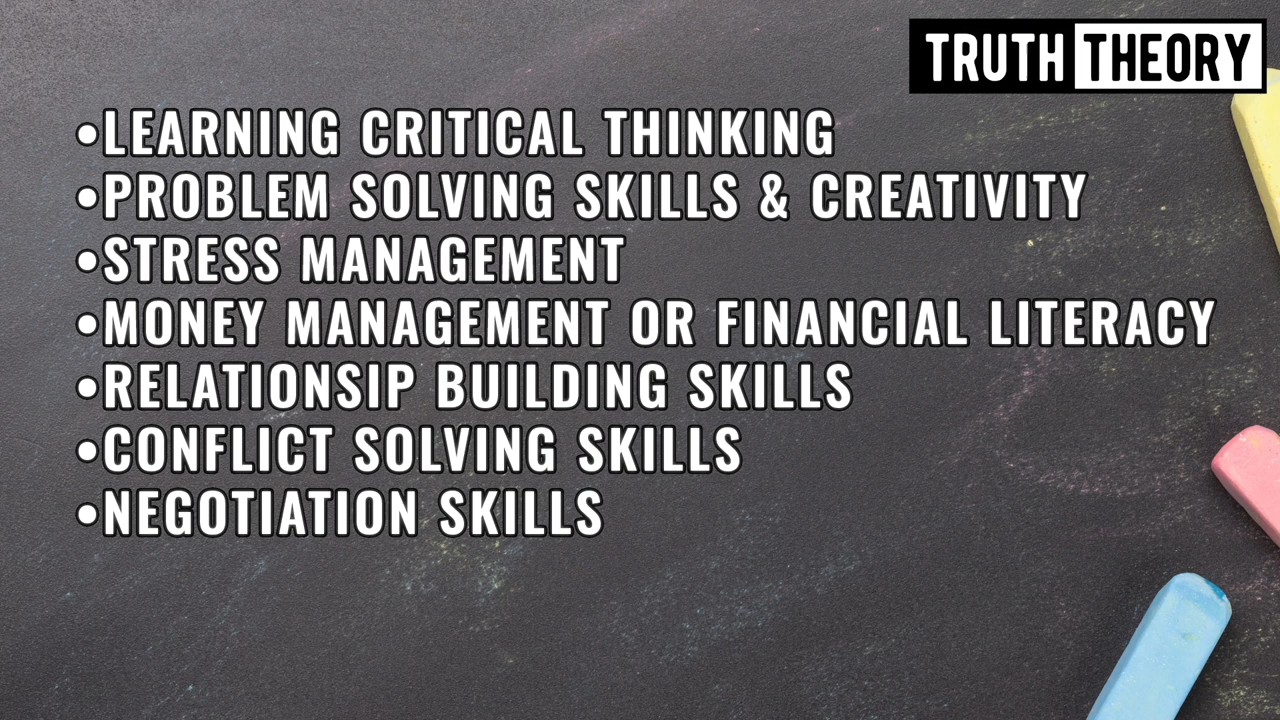 TRUTH THEORY
•LEARNING CRITICAL THINKING
•PROBLEM SOLVING SKILLS & CREATIVITY
•STRESS MANAGEMENT
•MONEY MANAGEMENT OR FINANCIAL LITERACY
•RELATIONSIP BUILDING SKILLS
•CONFLICT SOLVING SKILLS
•NEGOTIATION SKILLS